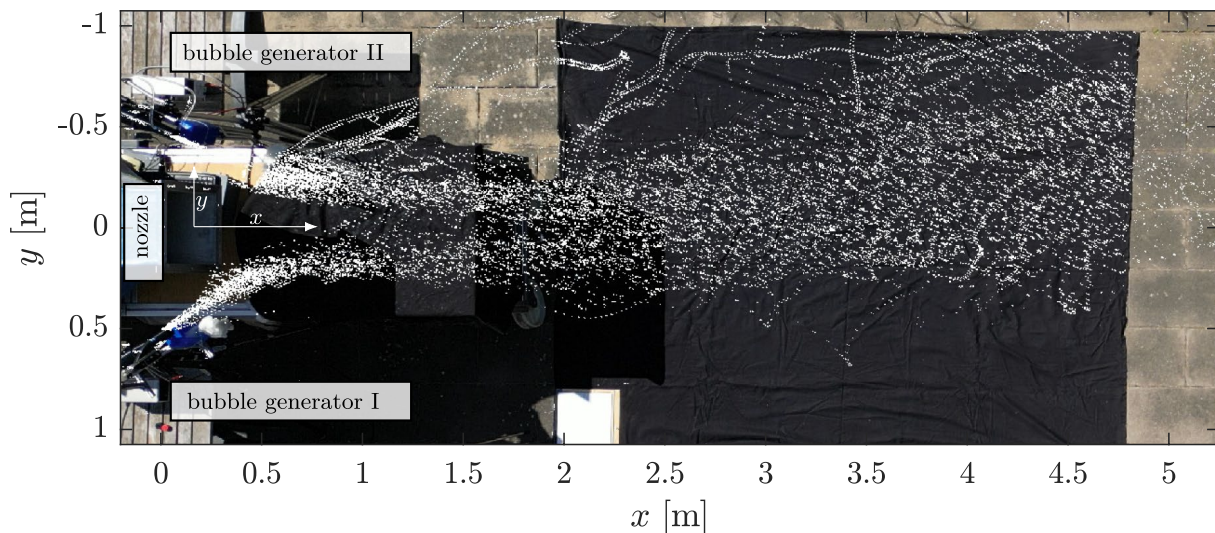 -1
bubble generator II
-0.5
y
x
nozzle
0
y [m]
0.5
bubble generator I
1
0 0.5 1 1.5 2 2.5 3 3.5 4 4.5 5
x [m]